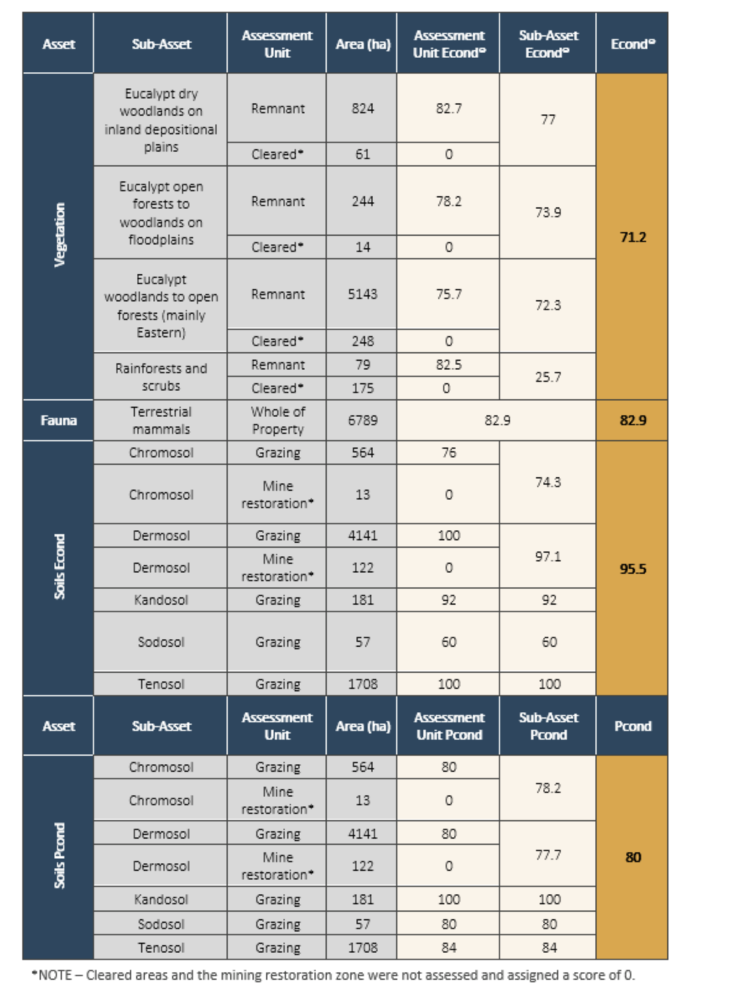 Asset Sub-Asset Assessment Unit Area (ha) Assessment Unit Econd® Sub-Asset Econd® Econd®
Vegetation
Eucalypt dry woodlands on inland depositional plains Remnant 824 82.7 77 71.2
Cleared* 61 0
Eucalypt open forests to woodlands on floodplains Remnant 244 78.2 73.9
Cleared* 14 0
Eucalypt woodlands to open forests (mainly Eastern) Remnant 5143 75.7 72.3
Cleared* 248 0
Rainforests and scrubs Remnant 79 82.5 25.7
Cleared* 175 0
Fauna Terrestrial mammals Whole of Property 6789 82.9 82.9
Soils Econd
Chromosol Grazing 564 76 74.3 95.5
Chromosol Mine restoration* 13 0
Dermosol Grazing 4141 100 97.1
Dermosol Mine restoration* 122 0
Kandosol Grazing 181 92 92
Sodosol Grazing 57 60 60
Tenosol Grazing 1708 100 100
Asset Sub-Asset Assessment Unit Area (ha) Assessment Unit Pcond Sub-Asset Pcond Pcond
Soils Pcond
Chromosol Grazing 564 80 78.2 80
Chromosol Mine restoration* 13 0
Dermosol Grazing 4141 80 77.7
Dermosol Mine restoration* 122 0
Kandosol Grazing 181 100 100
Sodosol Grazing 57 80 80
Tenosol Grazing 1708 84 84
*NOTE – Cleared areas and the mining restoration zone were not assessed and assigned a score of 0.